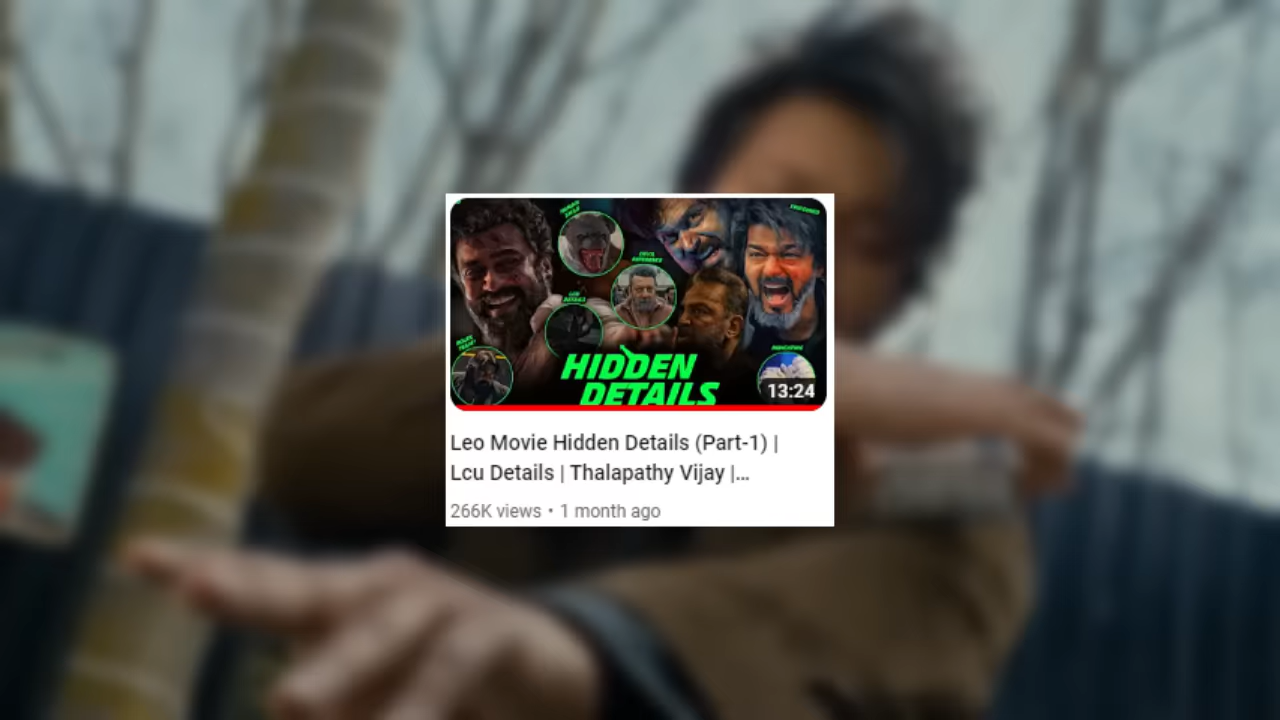 HIDDEN
DETAILS
13:24
Leo Movie Hidden Details (Part-1) |
Lcu Details | Thalapathy Vijay |...
266K views • 1 month ago